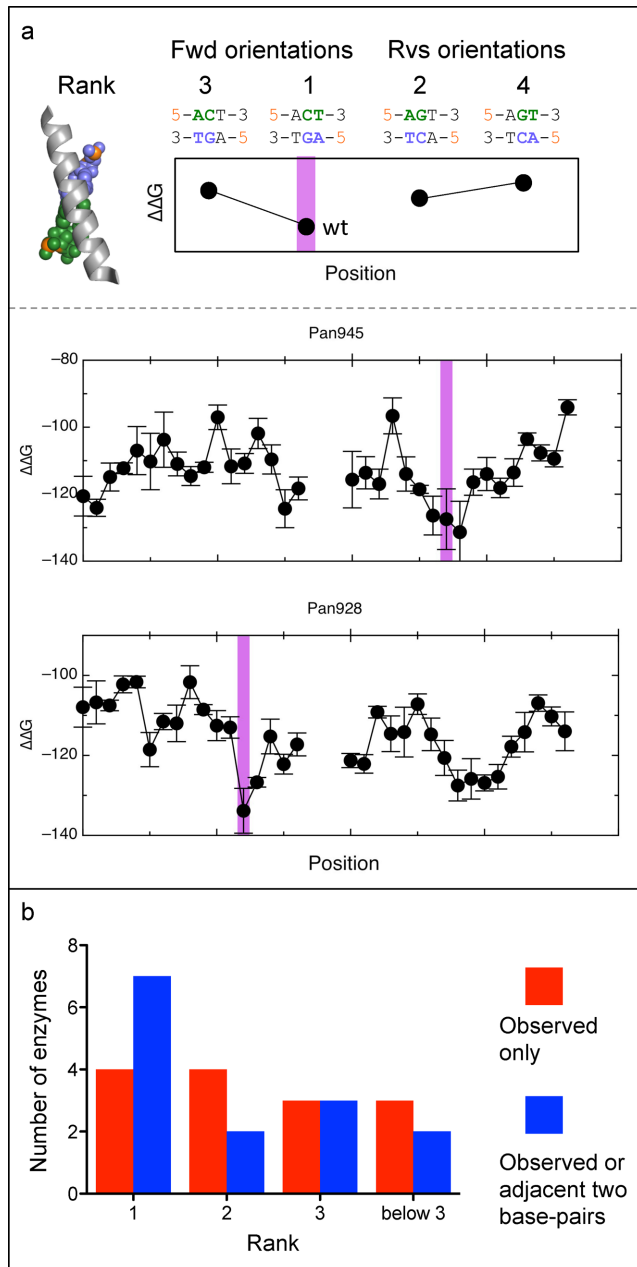 a
Fwd orientations Rvs orientations
Rank 3 1 2 4
5-ACT-3 5-ACT-3 5-AGT-3 5-AGT-3
3-TGA-5 3-TGA-5 3-TCA-5 3-TCA-5
ΔΔG
wt
Position
Pan945
−80
−100
−120
−140
ΔΔG
Pan928
−100
−120
−140
ΔΔG
Position
b
8
6
4
2
0
Number of enzymes
1 2 3 below 3
Rank
Observed
only
Observed or
adjacent two
base-pairs